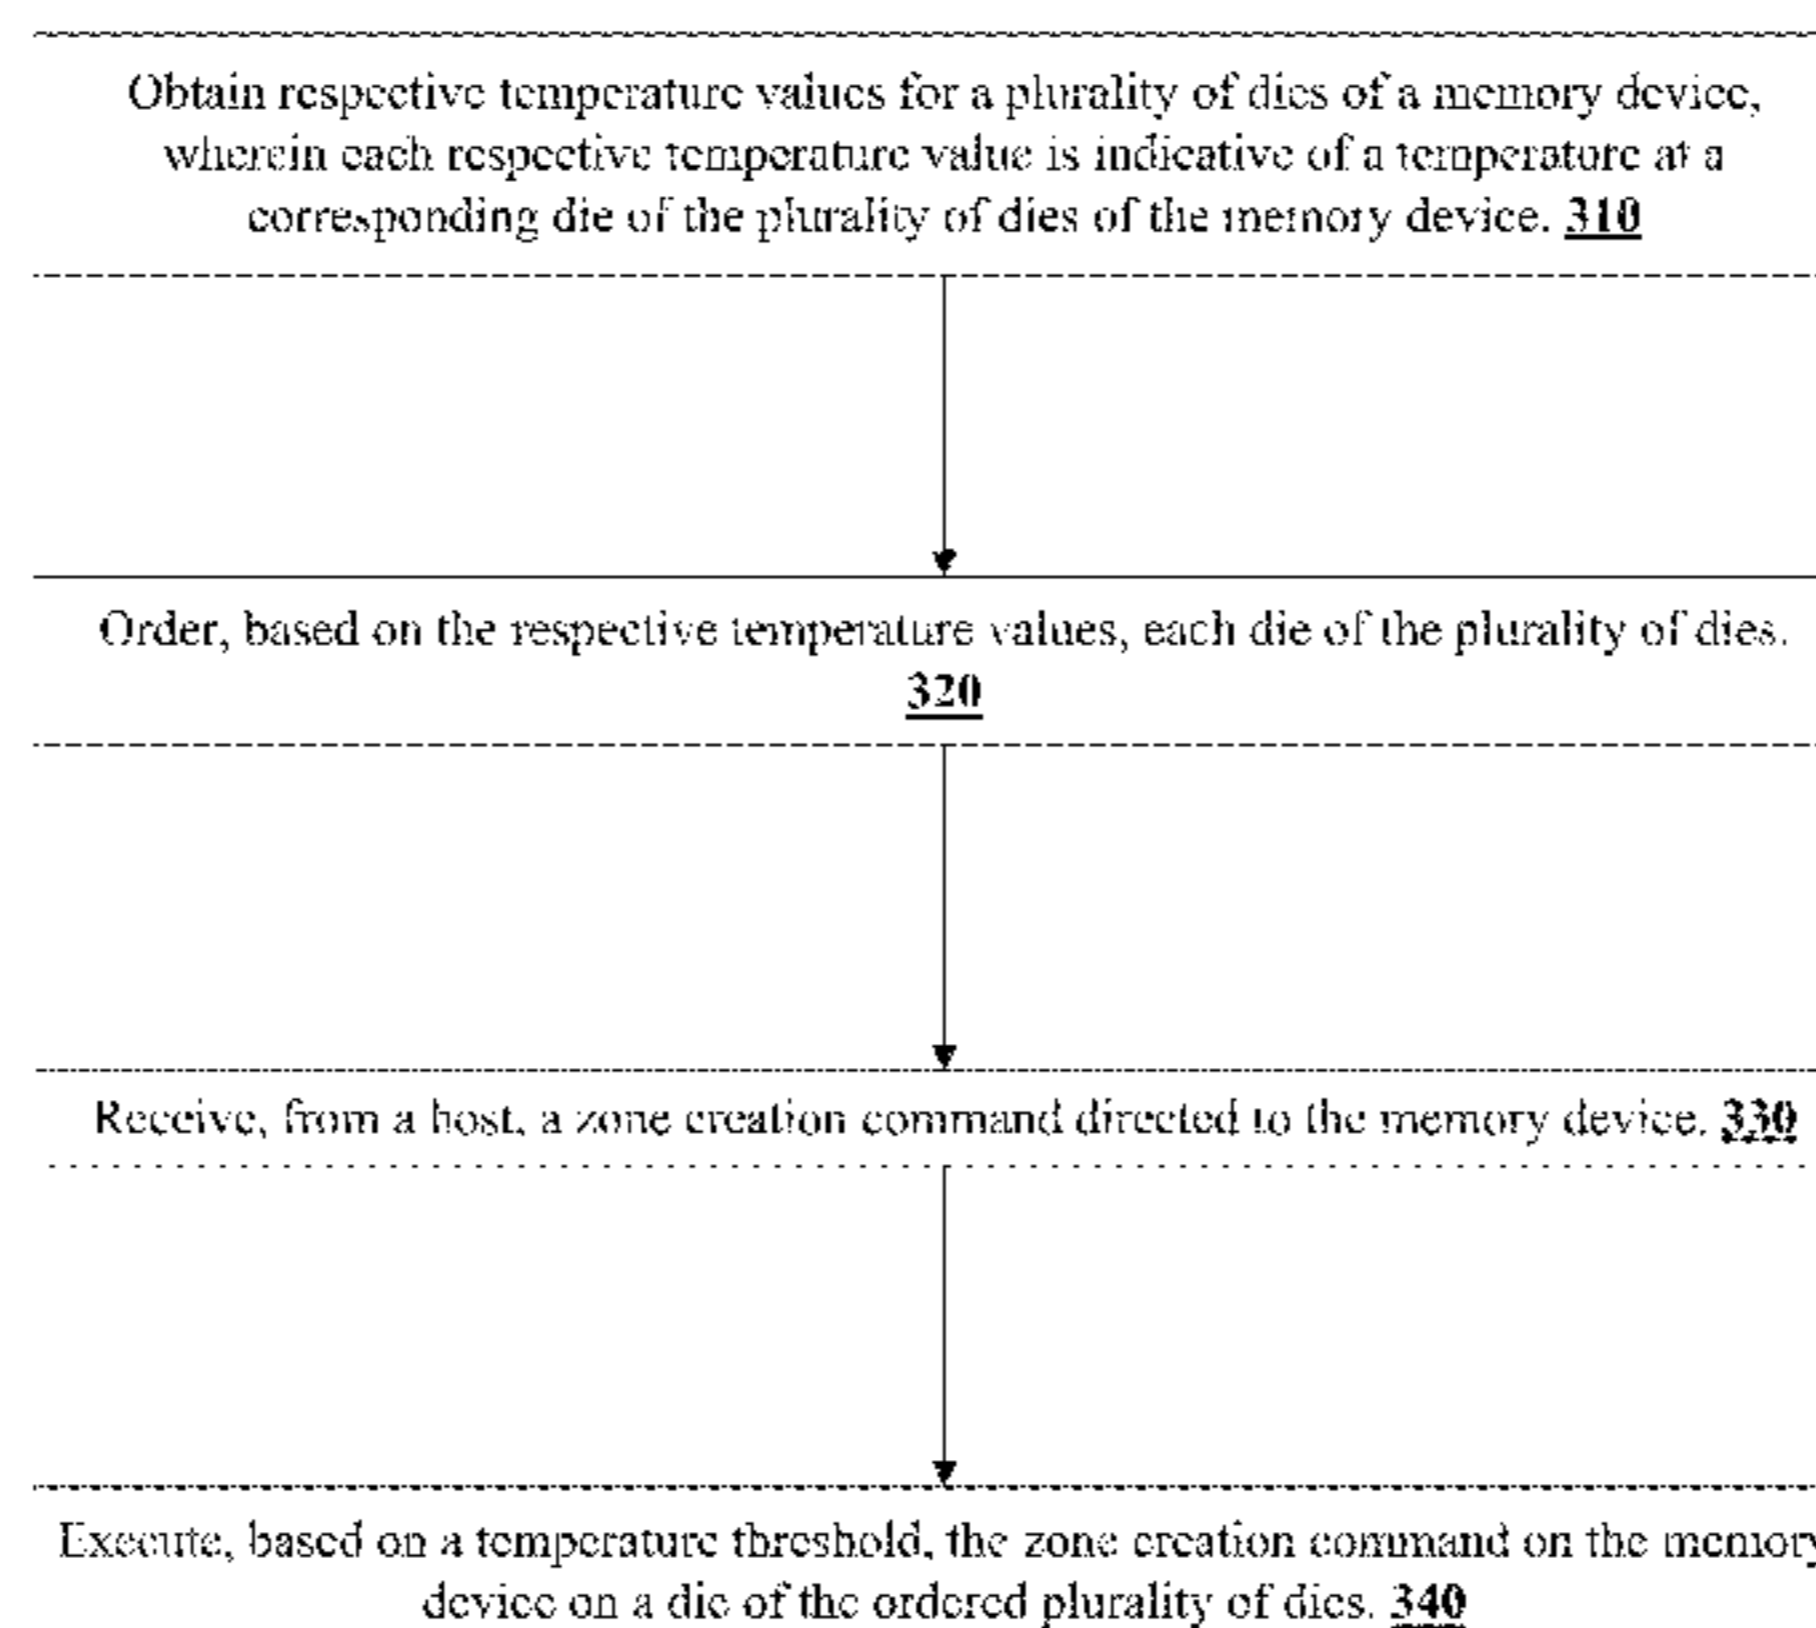 Obtain respective temperature values for a plurality of dies of a memory device,
wherein each respective temperature value is indicative of a temperature at a
corresponding die of the plurality of dies of the memory device. 310
Order, based on the respective temperature values, each die of the plurality of dies.
320
Receive, from a host, a zone creation command directed to the memory device. 330
Execute, based on a temperature threshold, the zone creation command on the memory
device on a die of the ordered plurality of dies. 340